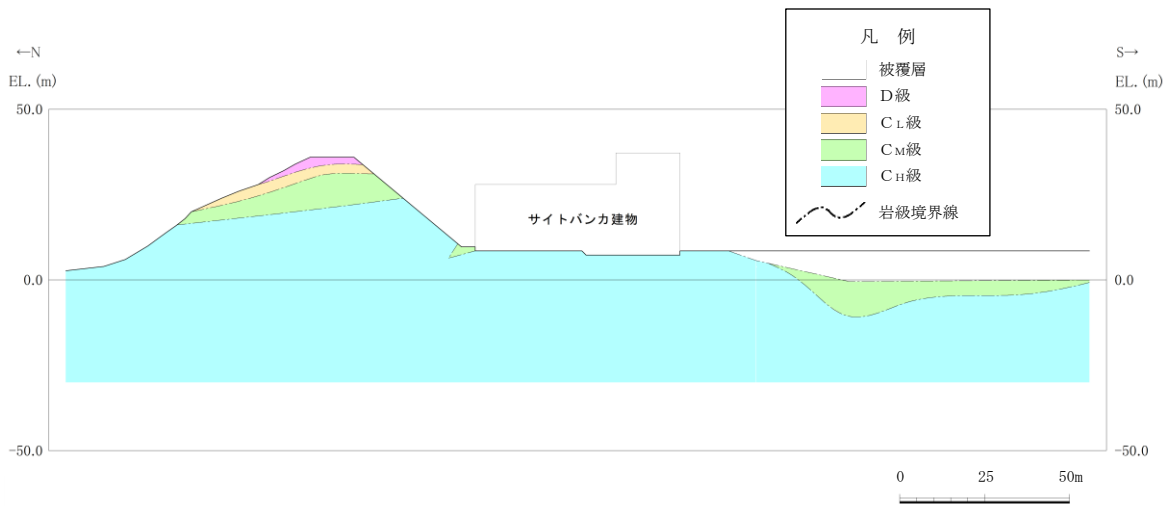 凡 例
被覆層
D級
CL級
CM級
CH級
岩級境界線
←N
S→
EL. (m)
EL. (m)
50.0
50.0
サイトバンカ建物
0.0
0.0
-50.0
-50.0
0 25 50m